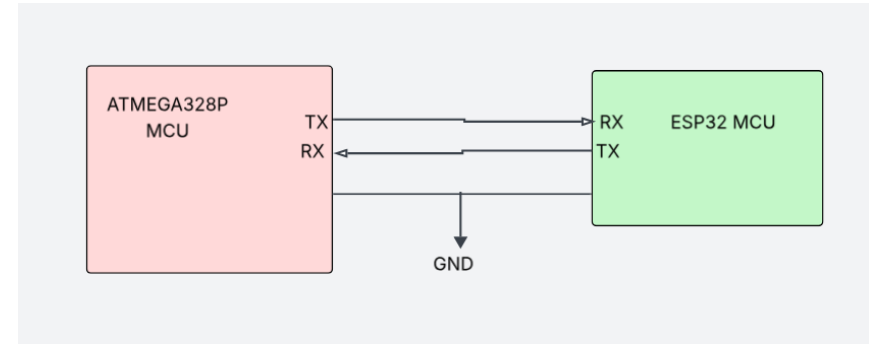 ATMEGA328P
MCU
TX
RX
RX
TX
ESP32 MCU
GND